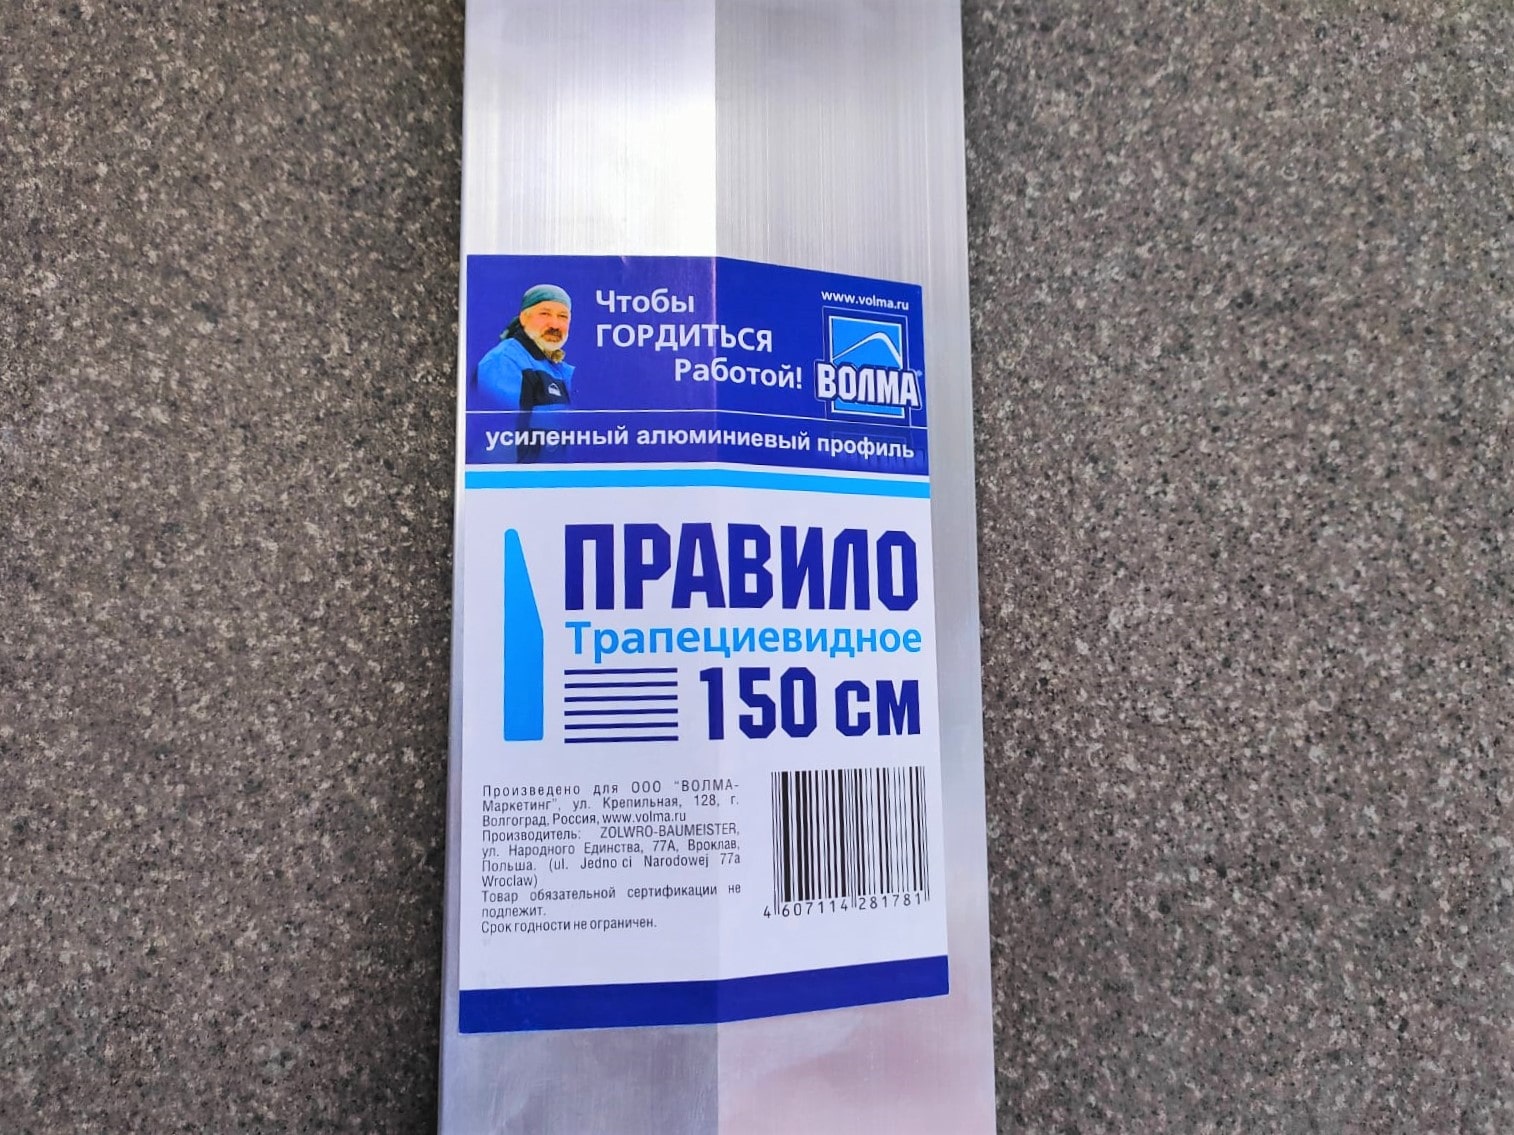 Чтобы
ГОРДИТЬСЯ
Работой!
www.volma.ru
ВОЛМА®
усиленный алюминиевый профиль
ПРАВИЛО
Трапециевидное
150 см
Произведено для ООО "ВОЛМА-
Маркетинг", ул. Крепильная, 128, г.
Волгоград, Россия, www.volma.ru
Производитель: ZOLWRO-BAUMEISTER,
ул. Народного Единства, 77А, Вроклав,
Польша. (ul. Jedno ci Narodowej 77a
Wroclaw)
Товар обязательной сертификации не
подлежит.
Срок годности не ограничен.
4 607114 281781